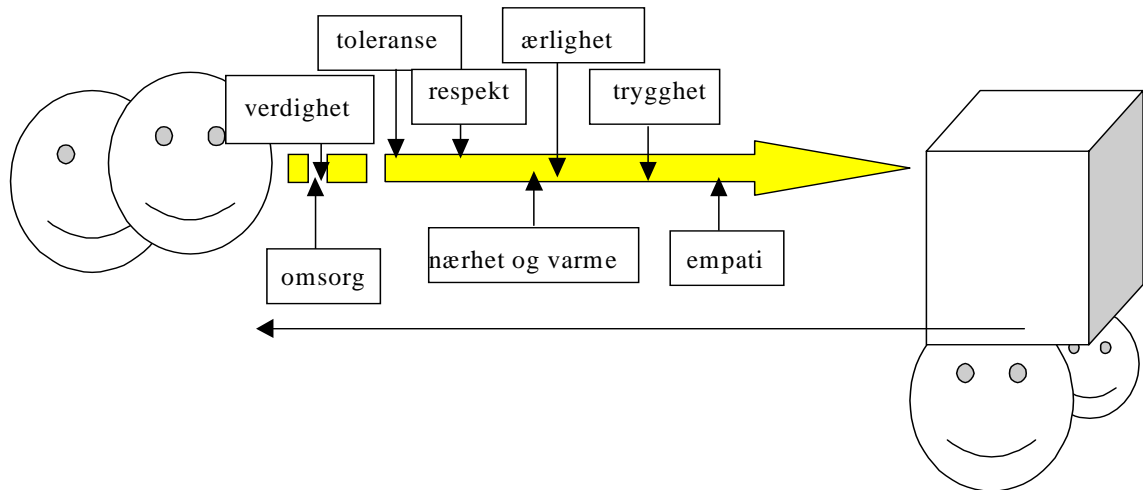 toleranse
ærlighet
verdighet
respekt
trygghet
omsorg
nærhet og varme
empati